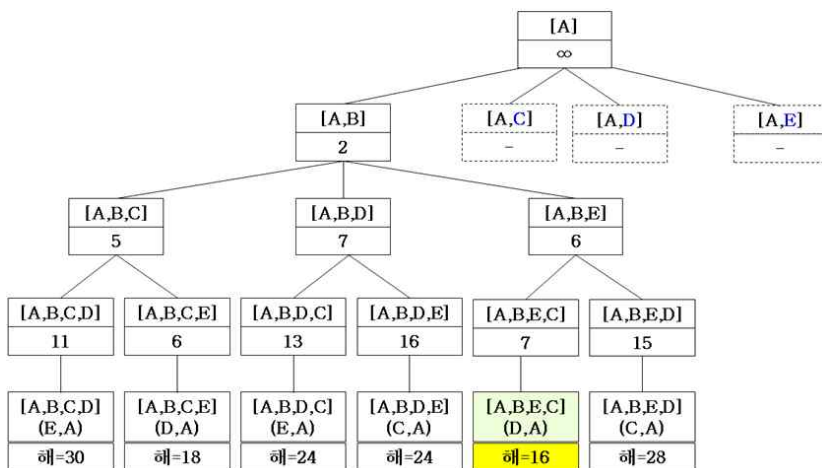 [A]
∞
[A,B] [A,C] [A,D] [A,E]
2 - - -
[A,B,C] [A,B,D] [A,B,E]
5 7 6
[A,B,C,D] [A,B,C,E] [A,B,D,C] [A,B,D,E] [A,B,E,C] [A,B,E,D]
11 6 13 16 7 15
[A,B,C,D] [A,B,C,E] [A,B,D,C] [A,B,D,E] [A,B,E,C] [A,B,E,D]
(E,A) (D,A) (E,A) (C,A) (D,A) (C,A)
해=30 해=18 해=24 해=24 해=16 해=28